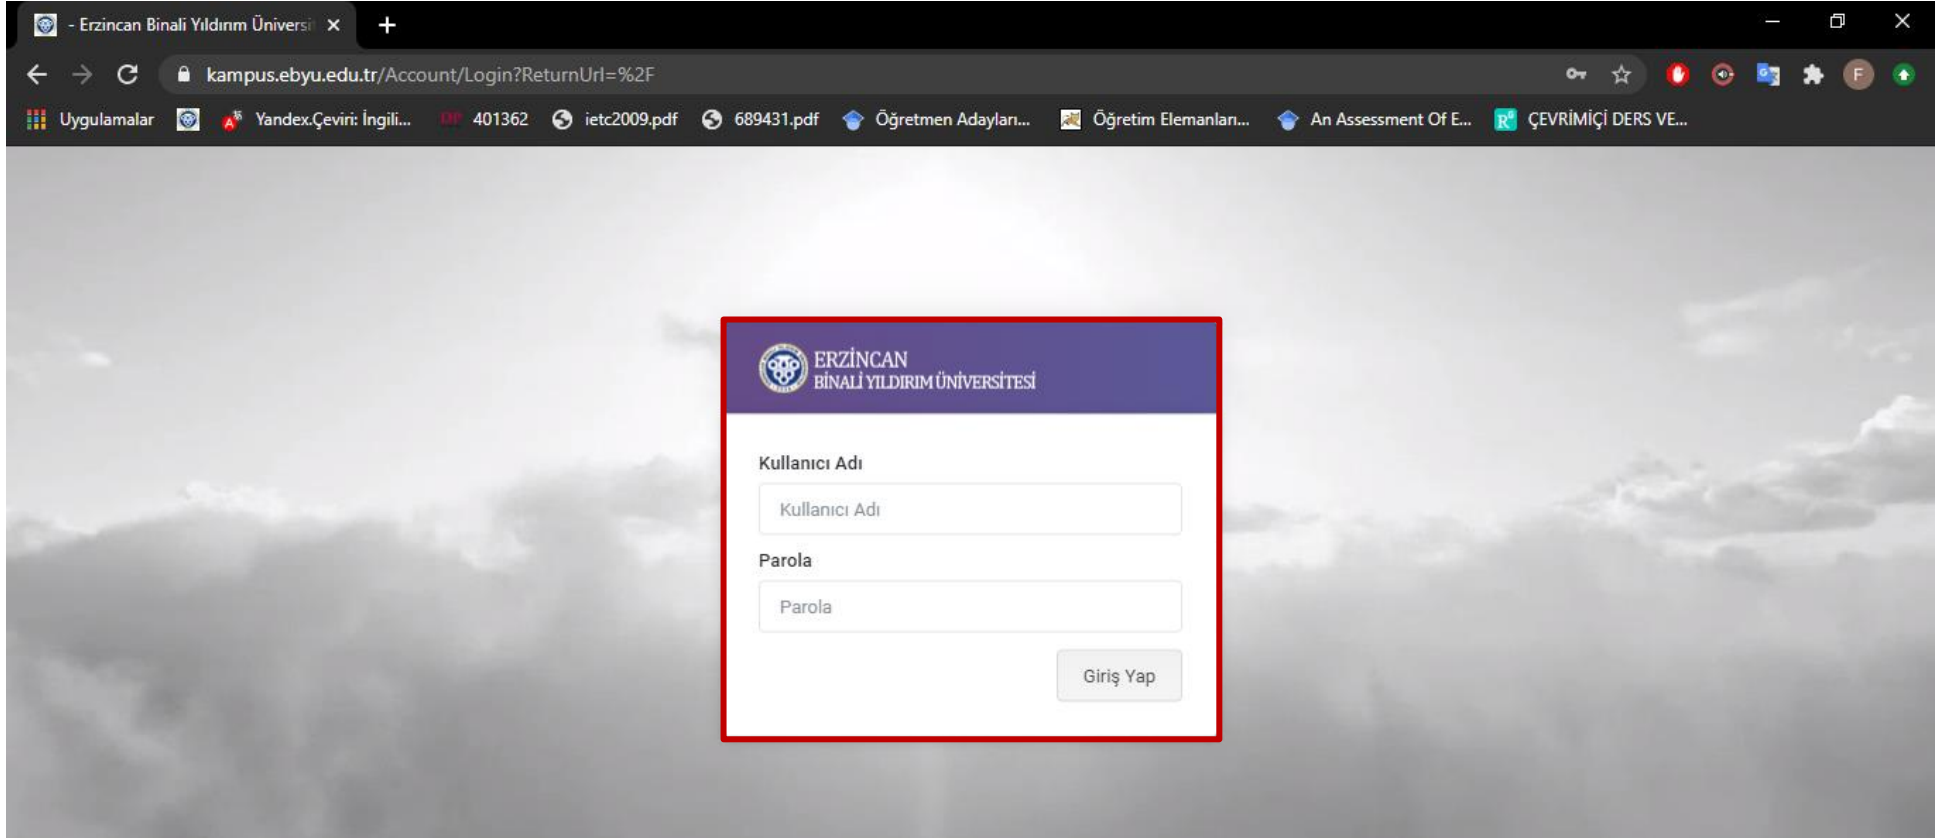 - Erzincan Binali Yıldırım Üniversi
kampus.ebyu.edu.tr/Account/Login?ReturnUrl=%2F
F
Uygulamalar Yandex.Çeviri: İngili... DP 401362 ietc2009.pdf 689431.pdf Öğretmen Adayları... Öğretim Elemanları... An Assessment Of E... ÇEVRİMİÇİ DERS VE...
ERZİNCAN
BİNALİ YILDIRIM ÜNİVERSİTESİ
Kullanıcı Adı
Kullanıcı Adı
Parola
Parola
Giriş Yap